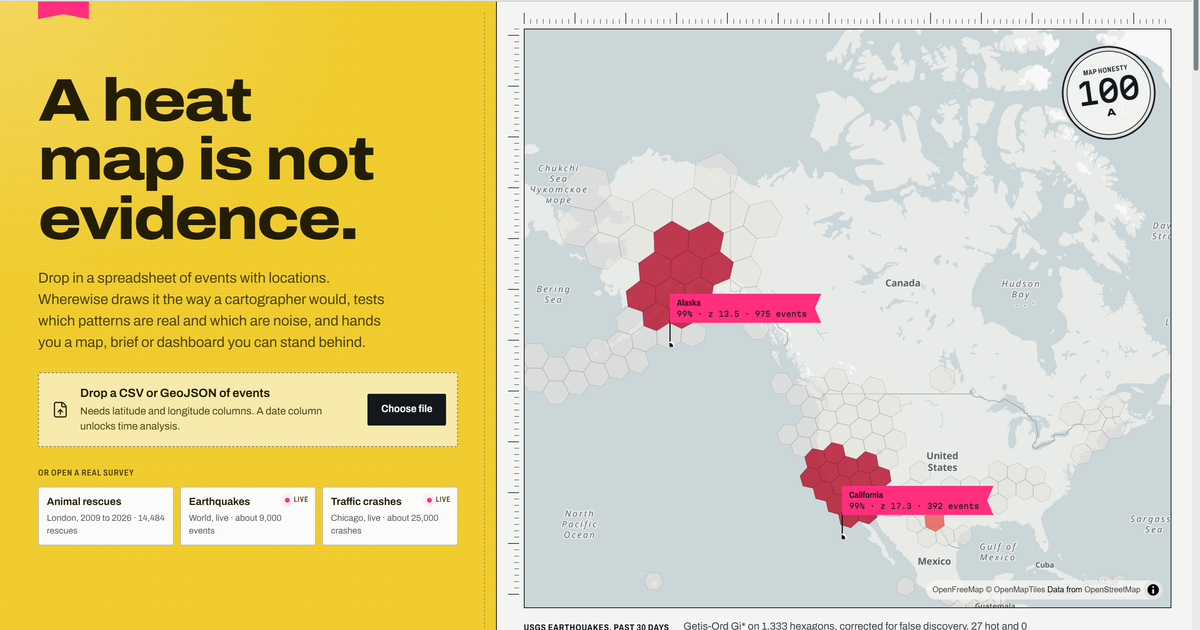 A heat
map is not
evidence.
Drop in a spreadsheet of events with locations.
Wherewise draws it the way a cartographer would, tests
which patterns are real and which are noise, and hands
you a map, brief or dashboard you can stand behind.
Drop a CSV or GeoJSON of events
Needs latitude and longitude columns. A date column
unlocks time analysis.
Choose file
OR OPEN A REAL SURVEY
Animal rescues
London, 2009 to 2026 · 14,484
rescues
Earthquakes
LIVE
World, live · about 9,000
events
Traffic crashes
LIVE
Chicago, live · about 25,000
crashes
MAP HONESTY
100
A
Chukchi
Sea
Чукотское
море
Bering
Sea
Alaska
99% · z 13.5 · 975 events
Canada
Hudson
Bay
United
States
California
99% · z 17.3 · 392 events
North
Pacific
Ocean
Gulf of
Mexico
Mexico
Cuba
Guatemala
OpenFreeMap © OpenMapTiles Data from OpenStreetMap
USGS EARTHQUAKES, PAST 30 DAYS
Getis-Ord Gi* on 1,333 hexagons, corrected for false discovery. 27 hot and 0